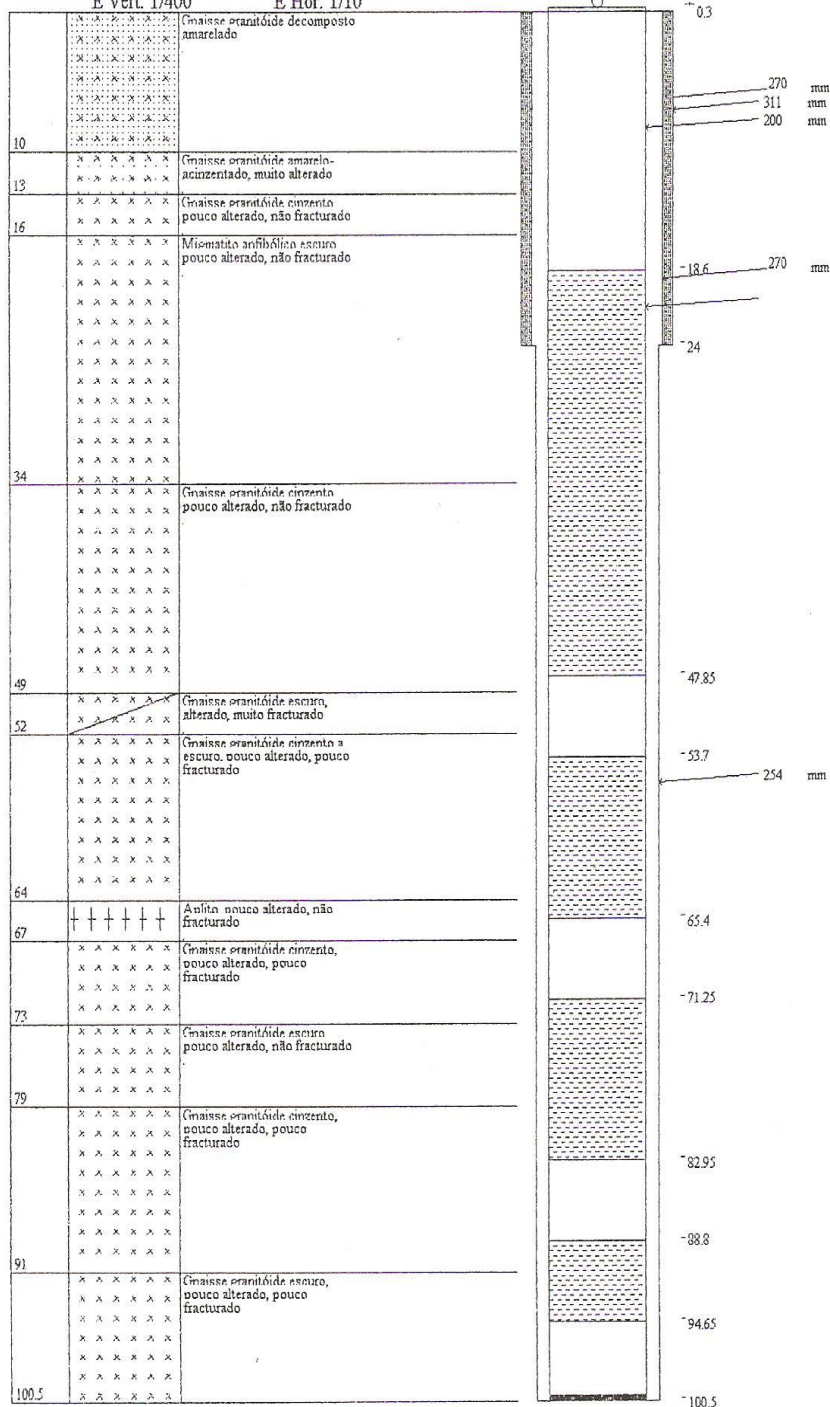 E Vert. 1/400 E Hor. 1/10
Gnaisse granitóide decomposto
amarelado
10
Gnaisse granitóide amarelo-
acinzentado, muito alterado
13
Gnaisse granitóide cinzento
pouco alterado, não fracturado
16
Migmatito anfibólico escuro
pouco alterado, não fracturado
34
Gnaisse granitóide cinzento
pouco alterado, não fracturado
49
Gnaisse granitóide escuro,
alterado, muito fracturado
52
Gnaisse granitóide cinzento a
escuro, pouco alterado, pouco
fracturado
64
Aplito pouco alterado, não
fracturado
67
Gnaisse granitóide cinzento,
pouco alterado, pouco
fracturado
73
Gnaisse granitóide escuro
pouco alterado, não fracturado
79
Gnaisse granitóide cinzento,
pouco alterado, pouco
fracturado
91
Gnaisse granitóide escuro,
pouco alterado, pouco
fracturado
100.5
+ 0.3
270 mm
311 mm
200 mm
-18.6
270 mm
-24
-47.85
-53.7
254 mm
-65.4
-71.25
-82.95
-88.8
-94.65
-100.5